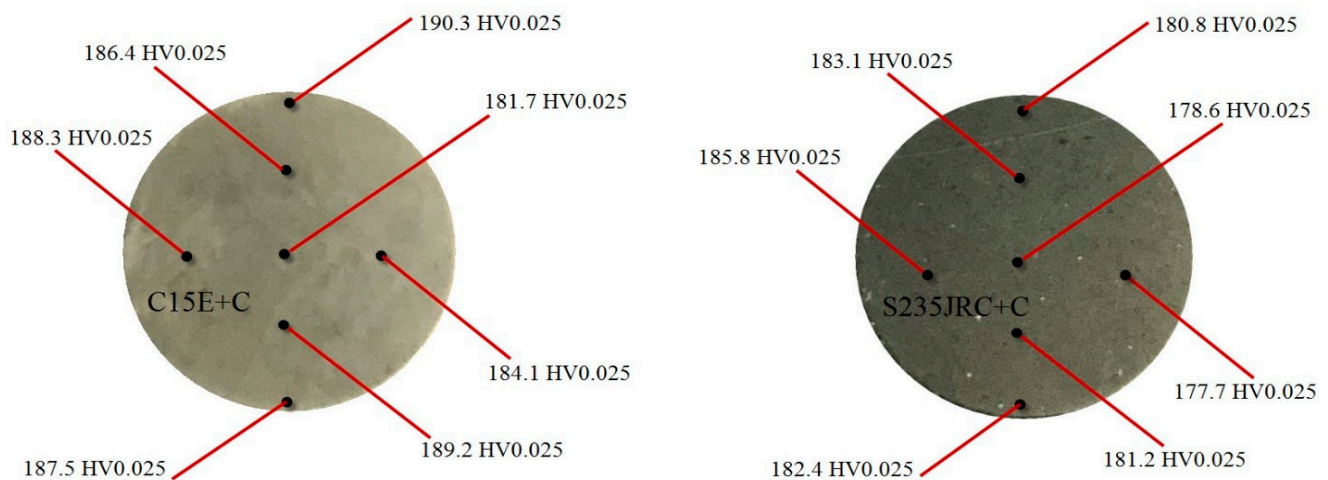 190.3 HV0.025
186.4 HV0.025
181.7 HV0.025
188.3 HV0.025
C15E+C
184.1 HV0.025
189.2 HV0.025
187.5 HV0.025
180.8 HV0.025
183.1 HV0.025
178.6 HV0.025
185.8 HV0.025
S235JRC+C
177.7 HV0.025
181.2 HV0.025
182.4 HV0.025